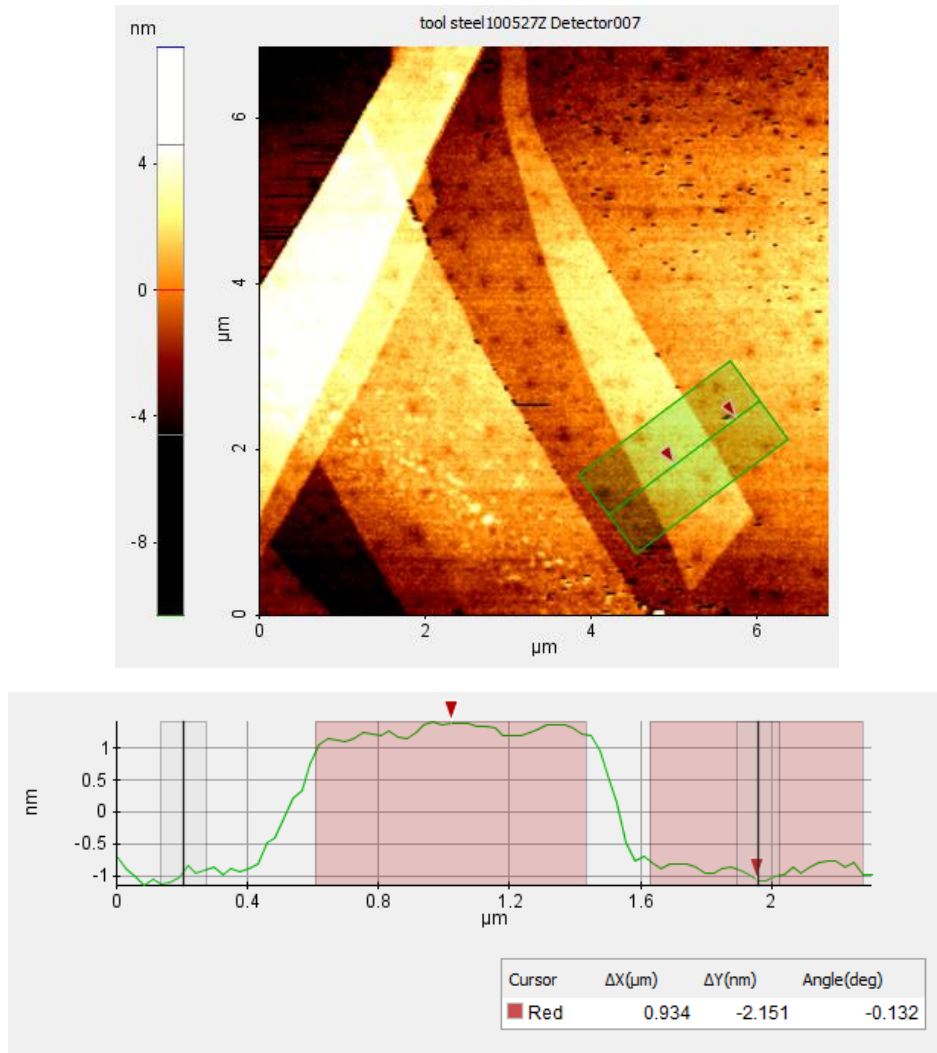 tool steel100527Z Detector007
nm
4
0
-4
-8
6
4
µm
2
0
0 2 4 6
µm
1
0.5
nm
0
-0.5
-1
0 0.4 0.8 1.2 1.6 2
µm
Cursor ΔX(µm) ΔY(nm) Angle(deg)
Red 0.934 -2.151 -0.132